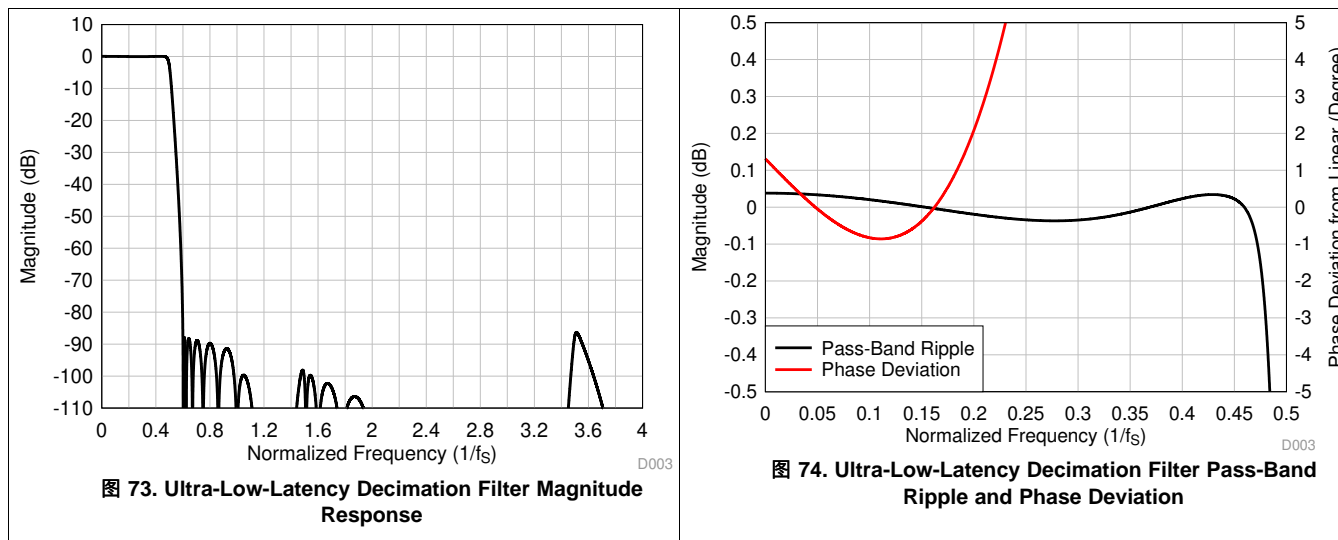 10
0
-10
-20
-30
-40
-50
-60
-70
-80
-90
-100
-110
Magnitude (dB)
0 0.4 0.8 1.2 1.6 2 2.4 2.8 3.2 3.6 4
Normalized Frequency (1/fS)
D003
图 73. Ultra-Low-Latency Decimation Filter Magnitude
Response
0.5
0.4
0.3
0.2
0.1
0
-0.1
-0.2
-0.3
-0.4
-0.5
Magnitude (dB)
5
4
3
2
1
0
-1
-2
-3
-4
-5
Phase Deviation from Linear (Degree)
Pass-Band Ripple
Phase Deviation
0 0.05 0.1 0.15 0.2 0.25 0.3 0.35 0.4 0.45 0.5
Normalized Frequency (1/fS)
D003
图 74. Ultra-Low-Latency Decimation Filter Pass-Band
Ripple and Phase Deviation